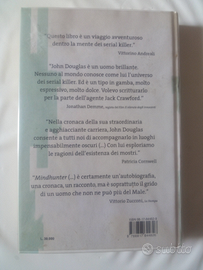 "Questo libro è un viaggio avventuroso
dentro la mente dei serial killer."
Vittorino Andreoli
"John Douglas è un uomo brillante.
Nessuno al mondo conosce come lui l'universo
dei serial killer. Ed è un tipo in gamba, molto
espansivo, molto dolce. Volevo scritturarlo
per la parte dell'agente Jack Crawford."
Jonathan Demme,
"Nella cronaca della sua straordinaria
e agghiacciante carriera, John Douglas
consente a tutti noi di accompagnarlo in luoghi
impensabilmente oscuri (...) Con lui esploriamo
le ragioni dell'esistenza dei mostri."
Patricia Cornwell
"Mindhunter (...) è certamente un'autobiografia,
una cronaca, un racconto, ma è soprattutto il grido
di un uomo che non ne può più del Male."
Vittorio Zucconi,